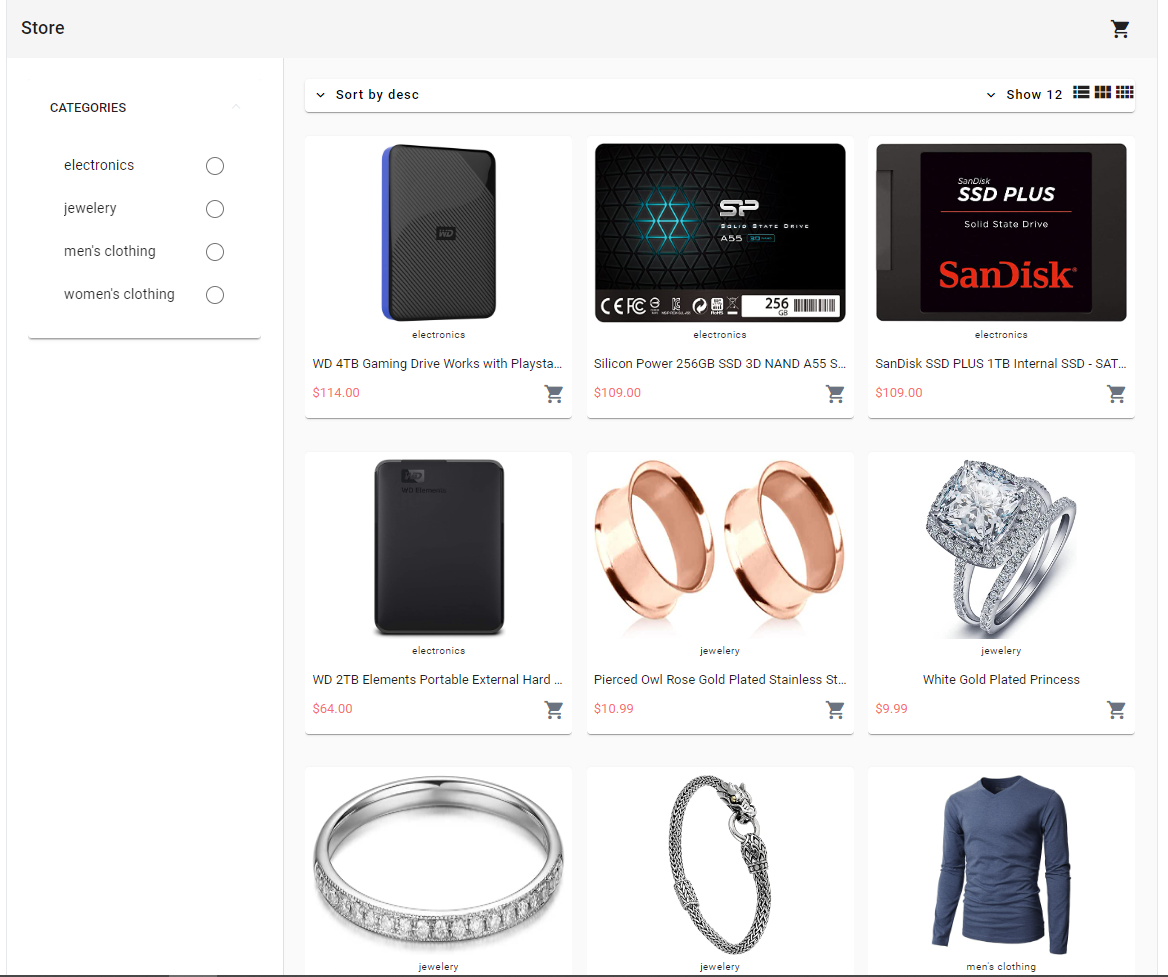 Store
CATEGORIES
electronics
jewelery
men's clothing
women's clothing
Sort by desc
Show 12
WD
electronics
WD 4TB Gaming Drive Works with Playsta...
$114.00
SP
SOLID STATE DRIVE
A55
256
GB
electronics
Silicon Power 256GB SSD 3D NAND A55 S...
$109.00
SanDisk
SSD PLUS
Solid State Drive
SanDisk
electronics
SanDisk SSD PLUS 1TB Internal SSD - SAT...
$109.00
WD
WD Elements
electronics
WD 2TB Elements Portable External Hard ...
$64.00
jewelery
Pierced Owl Rose Gold Plated Stainless St...
$10.99
jewelery
White Gold Plated Princess
$9.99
jewelery
jewelery
men's clothing